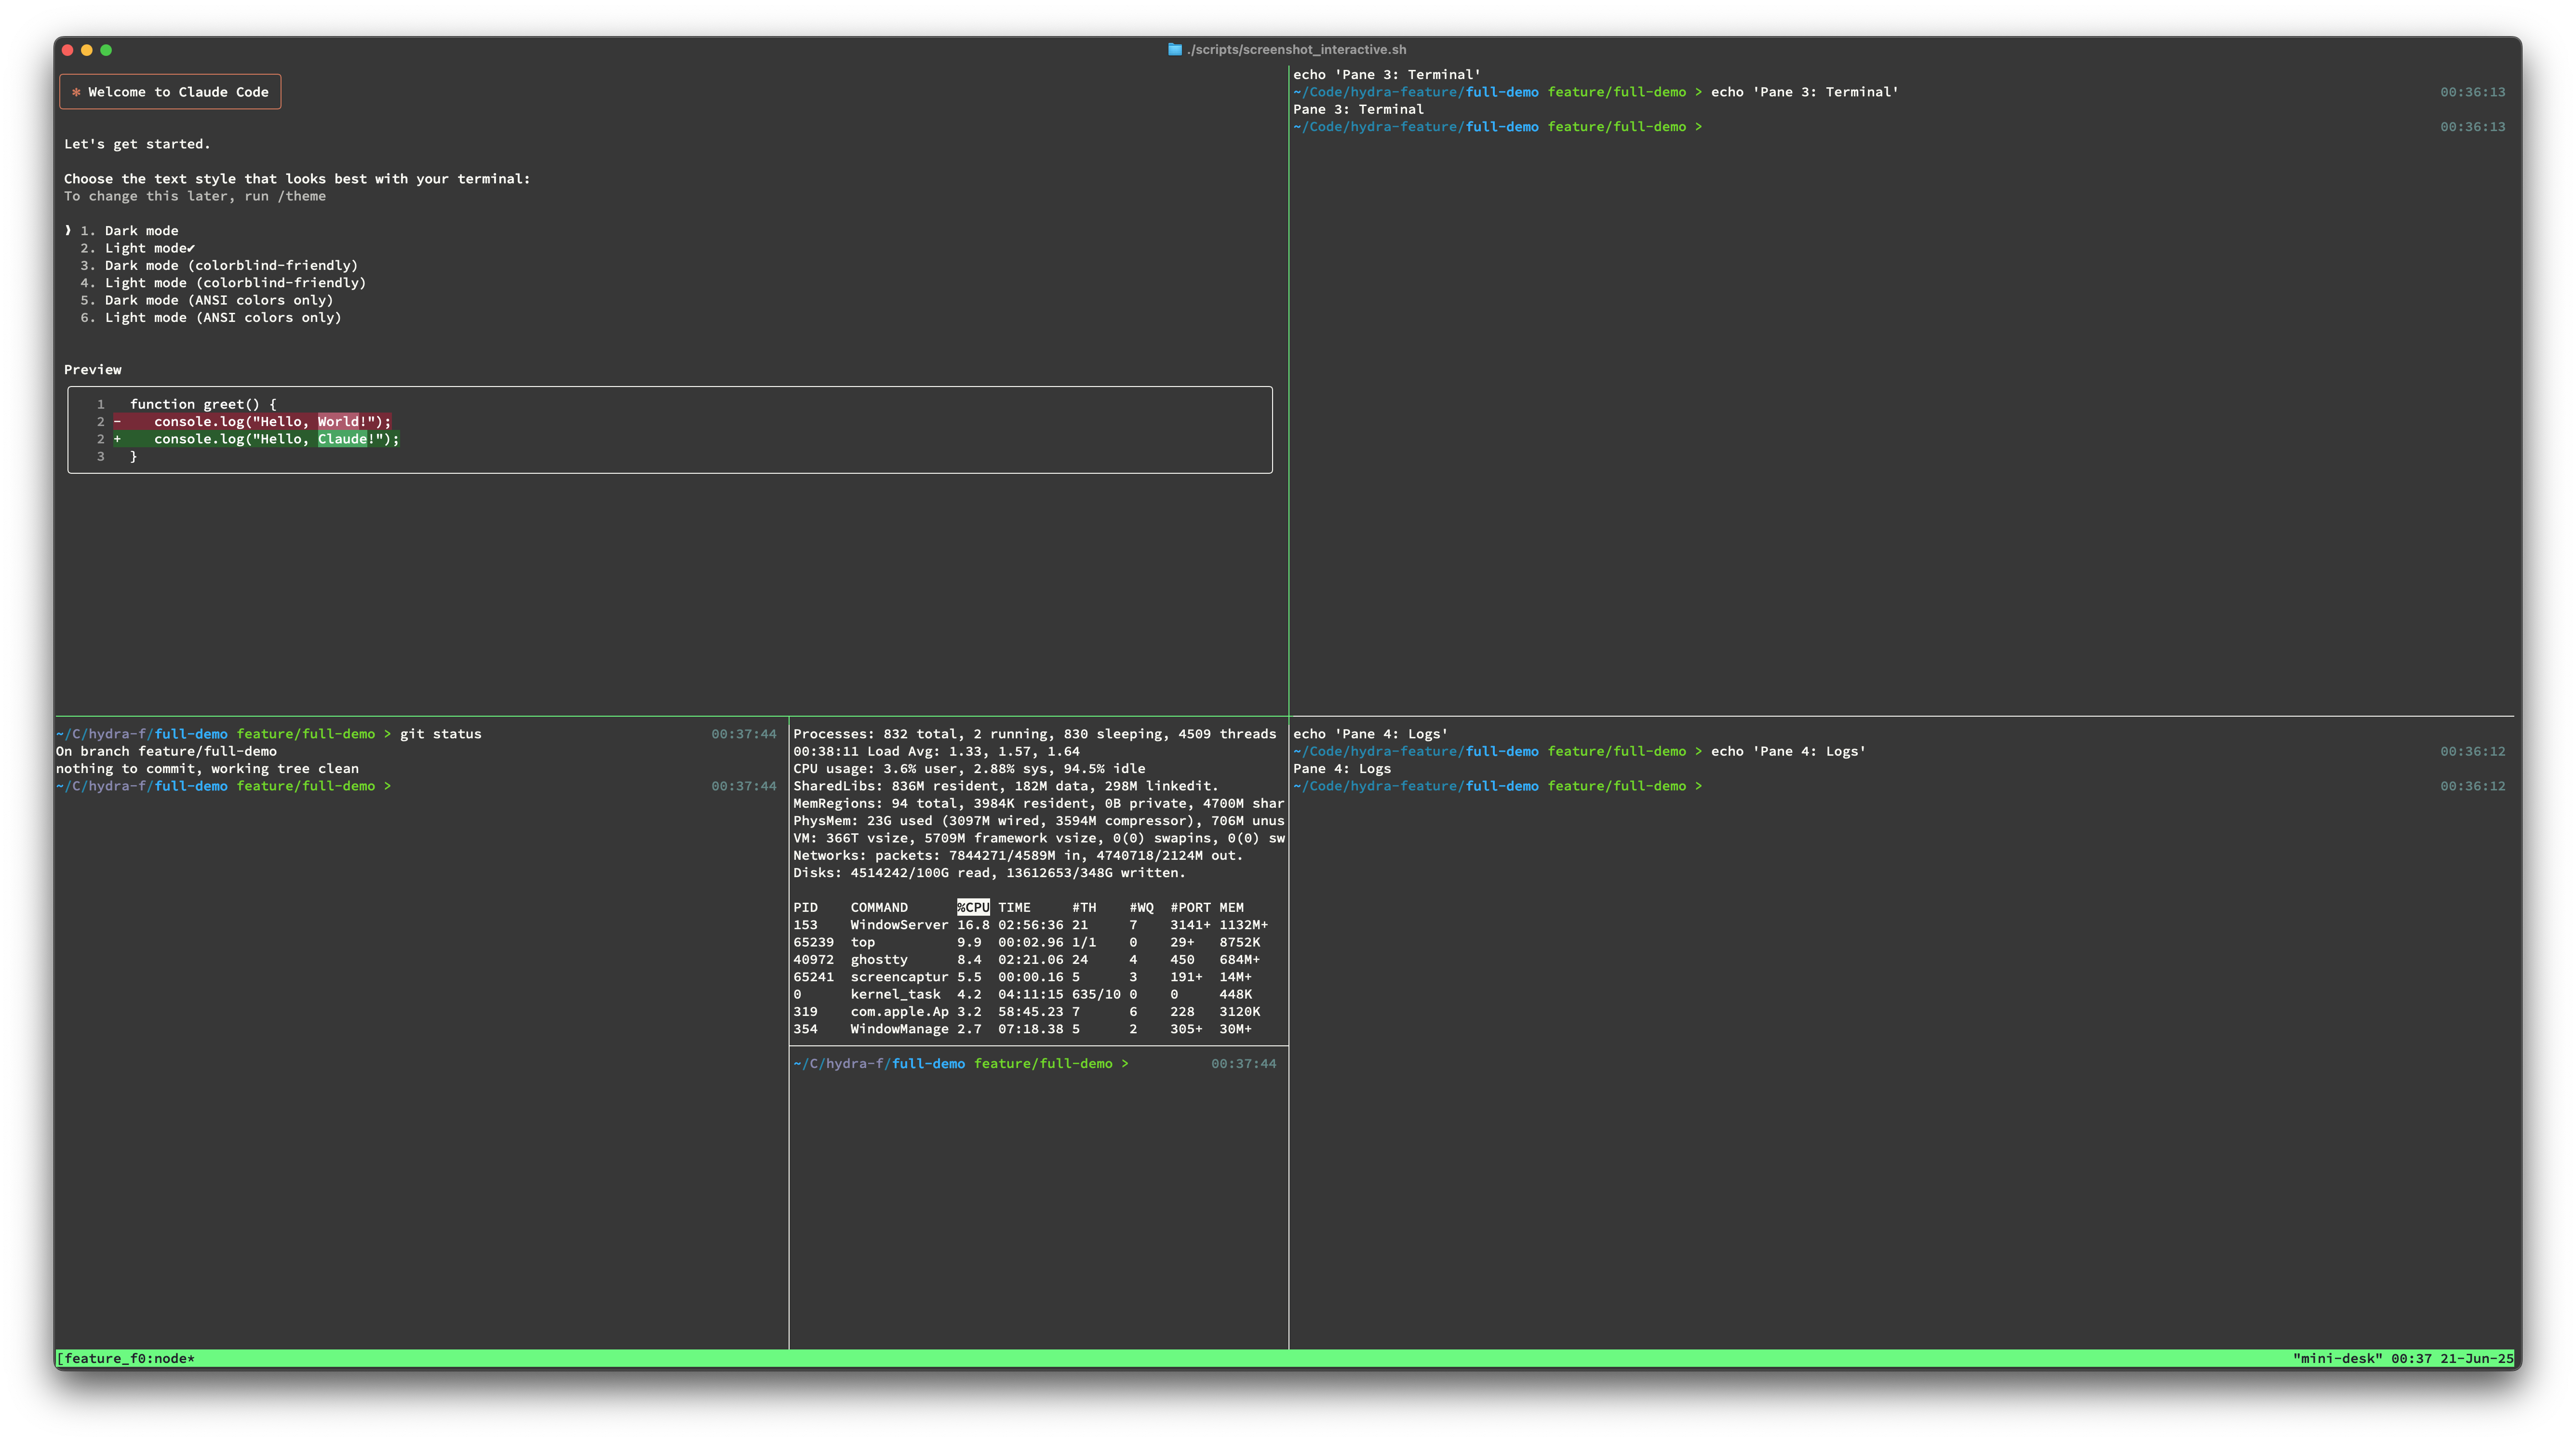 ./scripts/screenshot_interactive.sh
✻ Welcome to Claude Code
Let's get started.
Choose the text style that looks best with your terminal:
To change this later, run /theme
❯ 1. Dark mode
2. Light mode✔
3. Dark mode (colorblind-friendly)
4. Light mode (colorblind-friendly)
5. Dark mode (ANSI colors only)
6. Light mode (ANSI colors only)
Preview
1 function greet() {
2 - console.log("Hello, World!");
2 + console.log("Hello, Claude!");
3 }
echo 'Pane 3: Terminal'
~/Code/hydra-feature/full-demo feature/full-demo > echo 'Pane 3: Terminal' 00:36:13
Pane 3: Terminal
~/Code/hydra-feature/full-demo feature/full-demo > 00:36:13
~/C/hydra-f/full-demo feature/full-demo > git status 00:37:44
On branch feature/full-demo
nothing to commit, working tree clean
~/C/hydra-f/full-demo feature/full-demo > 00:37:44
Processes: 832 total, 2 running, 830 sleeping, 4509 threads
00:38:11 Load Avg: 1.33, 1.57, 1.64
CPU usage: 3.6% user, 2.88% sys, 94.5% idle
SharedLibs: 836M resident, 182M data, 298M linkedit.
MemRegions: 94 total, 3984K resident, 0B private, 4700M shar
PhysMem: 23G used (3097M wired, 3594M compressor), 706M unus
VM: 366T vsize, 5709M framework vsize, 0(0) swapins, 0(0) sw
Networks: packets: 7844271/4589M in, 4740718/2124M out.
Disks: 4514242/100G read, 13612653/348G written.
PID COMMAND %CPU TIME #TH #WQ #PORT MEM
153 WindowServer 16.8 02:56:36 21 7 3141+ 1132M+
65239 top 9.9 00:02.96 1/1 0 29+ 8752K
40972 ghostty 8.4 02:21.06 24 4 450 684M+
65241 screencaptur 5.5 00:00.16 5 3 191+ 14M+
0 kernel_task 4.2 04:11:15 635/10 0 0 448K
319 com.apple.Ap 3.2 58:45.23 7 6 228 3120K
354 WindowManage 2.7 07:18.38 5 2 305+ 30M+
~/C/hydra-f/full-demo feature/full-demo > 00:37:44
echo 'Pane 4: Logs'
~/Code/hydra-feature/full-demo feature/full-demo > echo 'Pane 4: Logs' 00:36:12
Pane 4: Logs
~/Code/hydra-feature/full-demo feature/full-demo > 00:36:12
[feature_f0:node* "mini-desk" 00:37 21-Jun-25